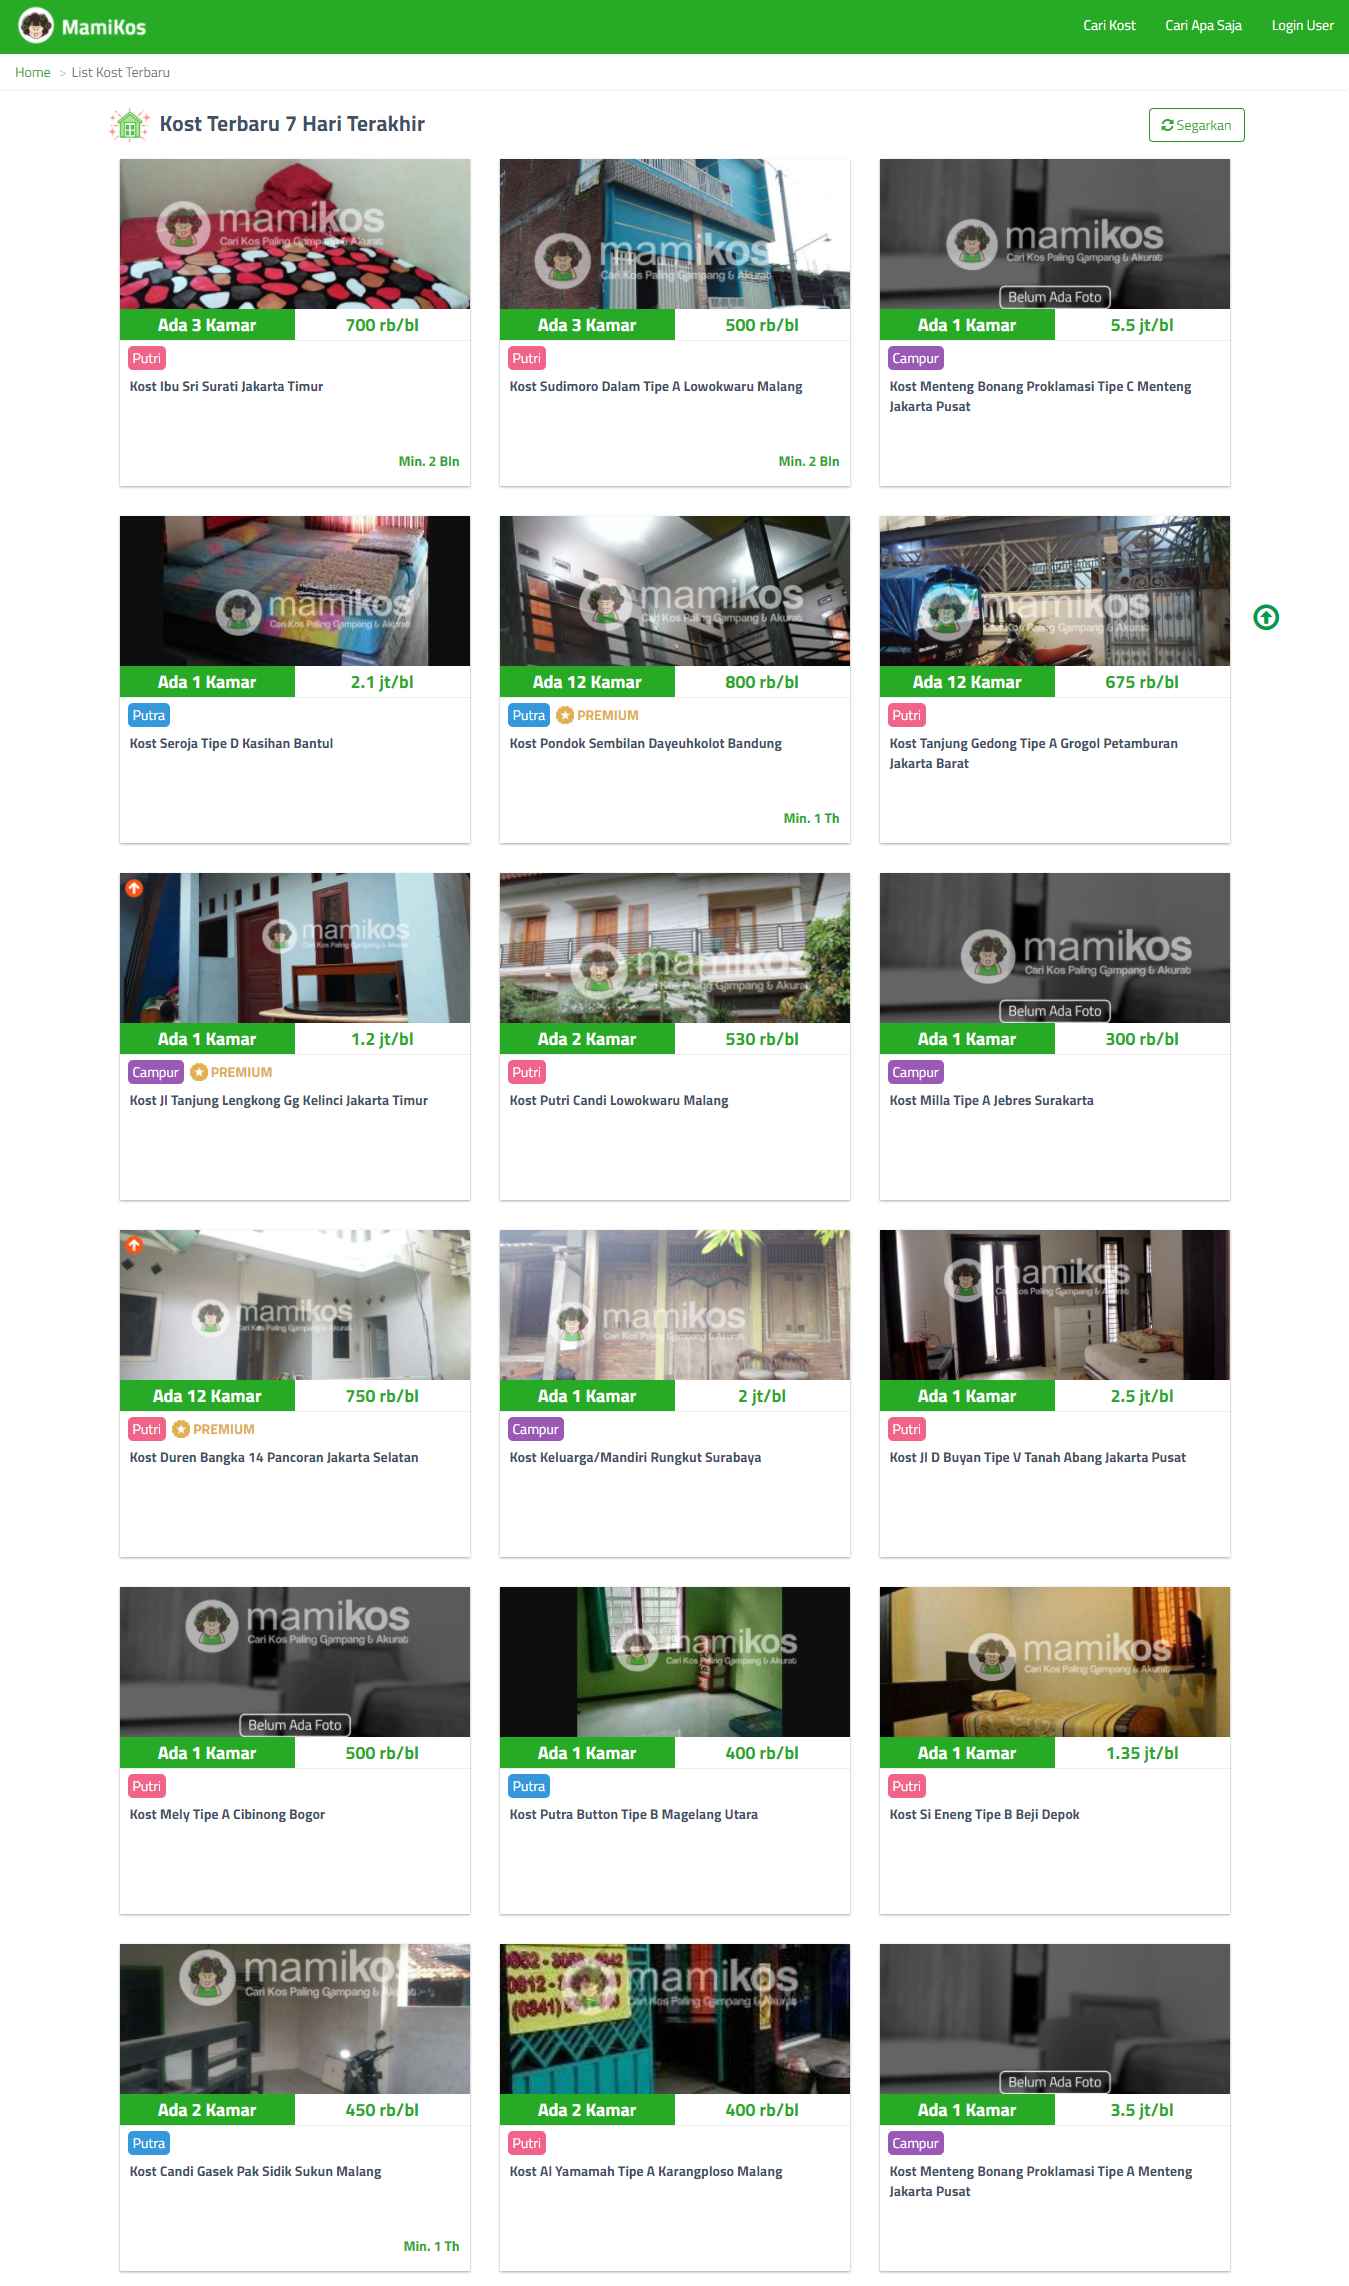 MamiKos
Cari Kost
Cari Apa Saja
Login User
Home > List Kost Terbaru
Kost Terbaru 7 Hari Terakhir
Segarkan
mamikos
Cari Kos Paling Gampang & Akurat
Ada 3 Kamar
700 rb/bl
Putri
Kost Ibu Sri Surati Jakarta Timur
Min. 2 Bln
mamikos
Cari Kos Paling Gampang & Akurat
Ada 3 Kamar
500 rb/bl
Putri
Kost Sudimoro Dalam Tipe A Lowokwaru Malang
Min. 2 Bln
mamikos
Cari Kos Paling Gampang & Akurat
Belum Ada Foto
Ada 1 Kamar
5.5 jt/bl
Campur
Kost Menteng Bonang Proklamasi Tipe C Menteng
Jakarta Pusat
mamikos
Cari Kos Paling Gampang & Akurat
Ada 1 Kamar
2.1 jt/bl
Putra
Kost Seroja Tipe D Kasihan Bantul
mamikos
Cari Kos Paling Gampang & Akurat
Ada 12 Kamar
800 rb/bl
Putra
PREMIUM
Kost Pondok Sembilan Dayeuhkolot Bandung
Min. 1 Th
mamikos
Cari Kos Paling Gampang & Akurat
Ada 12 Kamar
675 rb/bl
Putri
Kost Tanjung Gedong Tipe A Grogol Petamburan
Jakarta Barat
mamikos
Cari Kos Paling Gampang & Akurat
Ada 1 Kamar
1.2 jt/bl
Campur
PREMIUM
Kost Jl Tanjung Lengkong Gg Kelinci Jakarta Timur
mamikos
Cari Kos Paling Gampang & Akurat
Ada 2 Kamar
530 rb/bl
Putri
Kost Putri Candi Lowokwaru Malang
mamikos
Cari Kos Paling Gampang & Akurat
Belum Ada Foto
Ada 1 Kamar
300 rb/bl
Campur
Kost Milla Tipe A Jebres Surakarta
mamikos
Cari Kos Paling Gampang & Akurat
Ada 12 Kamar
750 rb/bl
Putri
PREMIUM
Kost Duren Bangka 14 Pancoran Jakarta Selatan
mamikos
Cari Kos Paling Gampang & Akurat
Ada 1 Kamar
2 jt/bl
Campur
Kost Keluarga/Mandiri Rungkut Surabaya
mamikos
Cari Kos Paling Gampang & Akurat
Ada 1 Kamar
2.5 jt/bl
Putri
Kost Jl D Buyan Tipe V Tanah Abang Jakarta Pusat
mamikos
Cari Kos Paling Gampang & Akurat
Belum Ada Foto
Ada 1 Kamar
500 rb/bl
Putri
Kost Mely Tipe A Cibinong Bogor
mamikos
Cari Kos Paling Gampang & Akurat
Ada 1 Kamar
400 rb/bl
Putra
Kost Putra Button Tipe B Magelang Utara
mamikos
Cari Kos Paling Gampang & Akurat
Ada 1 Kamar
1.35 jt/bl
Putri
Kost Si Eneng Tipe B Beji Depok
mamikos
Cari Kos Paling Gampang & Akurat
Ada 2 Kamar
450 rb/bl
Putra
Kost Candi Gasek Pak Sidik Sukun Malang
Min. 1 Th
mamikos
Cari Kos Paling Gampang & Akurat
Ada 2 Kamar
400 rb/bl
Putri
Kost Al Yamamah Tipe A Karangploso Malang
Belum Ada Foto
Ada 1 Kamar
3.5 jt/bl
Campur
Kost Menteng Bonang Proklamasi Tipe A Menteng
Jakarta Pusat